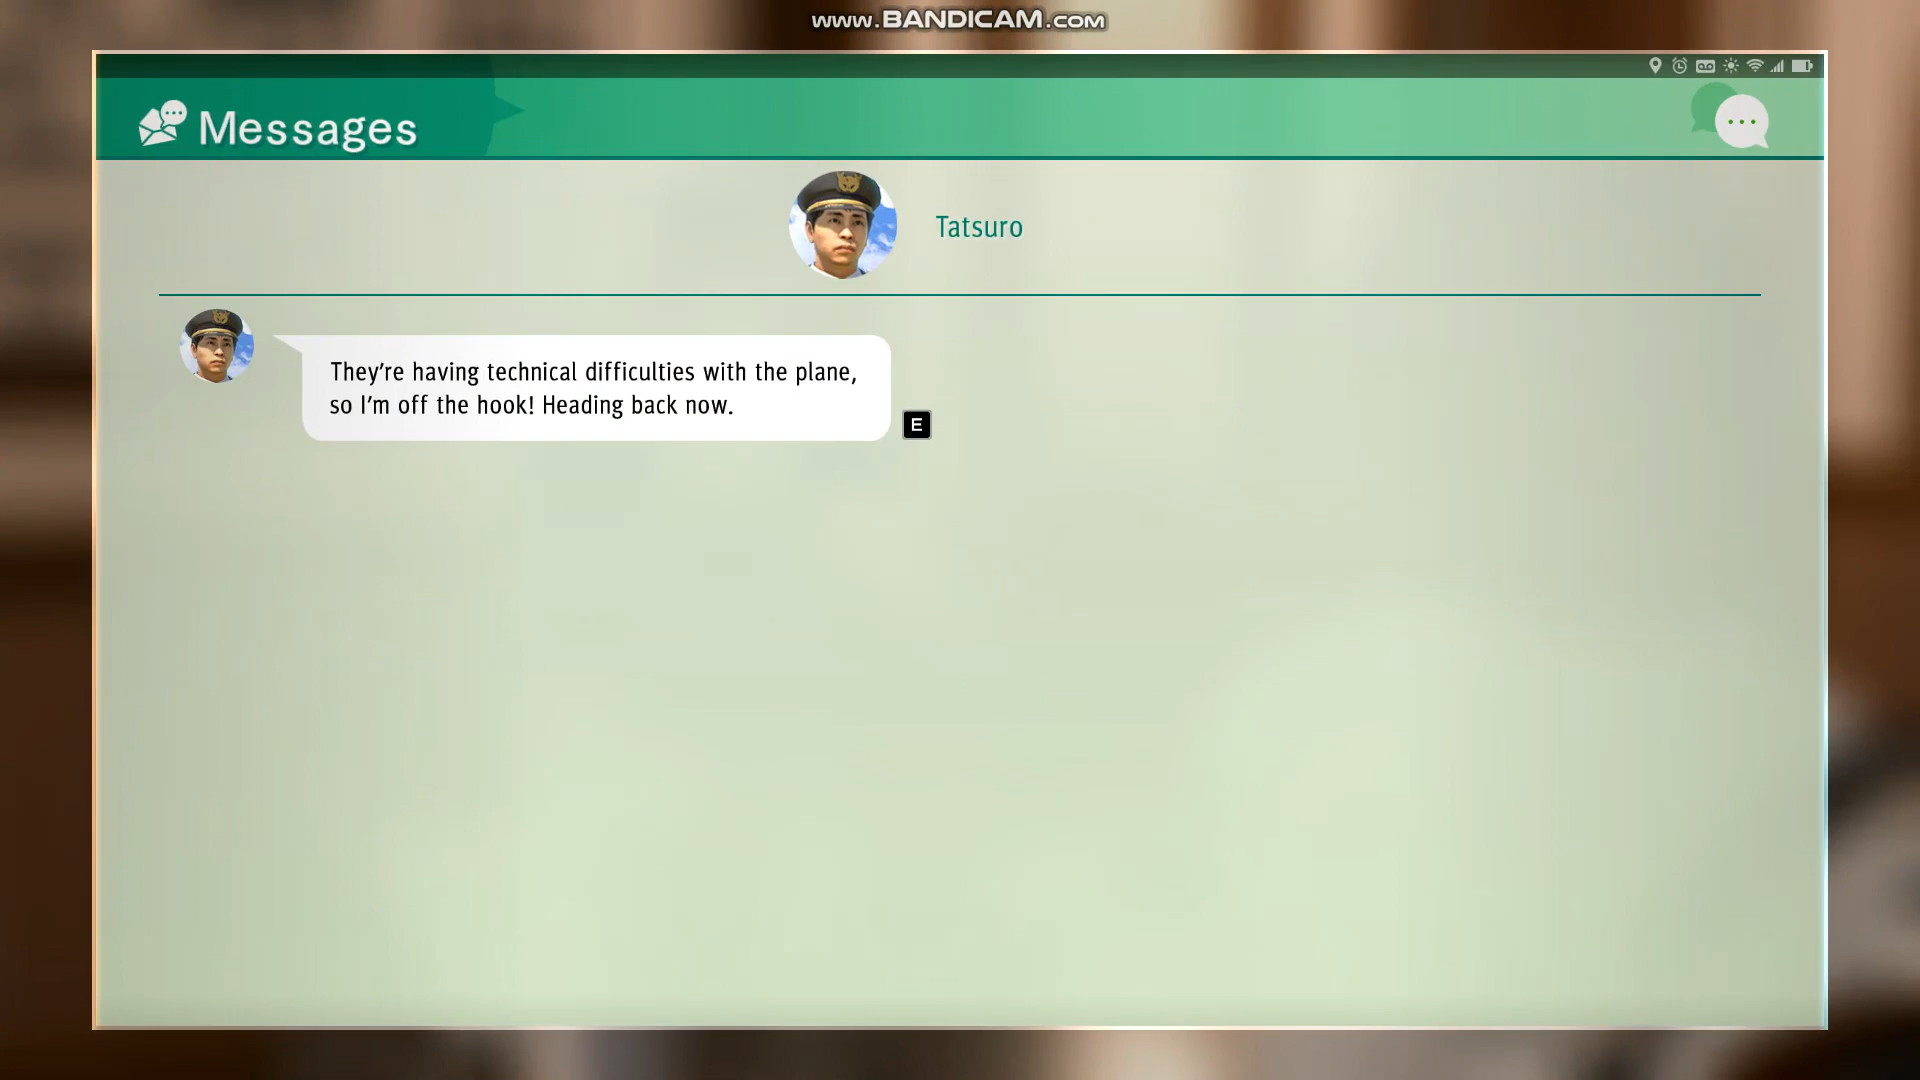 www.BANDICAM.com
Messages
Tatsuro
They're having technical difficulties with the plane,
so I'm off the hook! Heading back now.
E